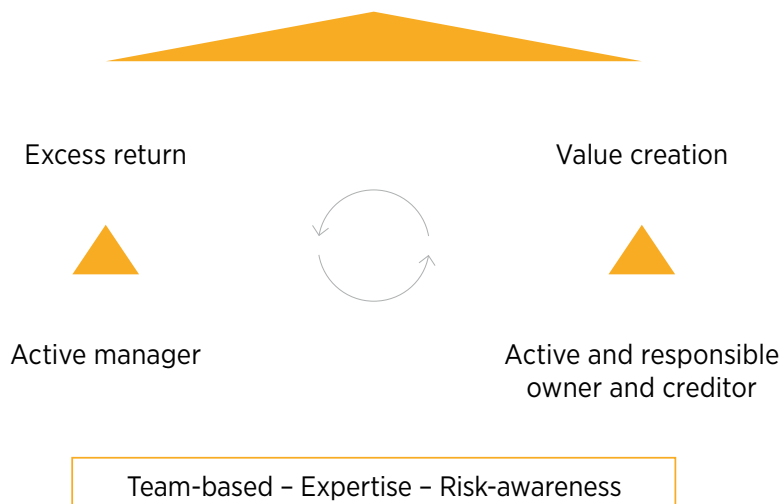 Excess return
Value creation
Active manager
Active and responsible
owner and creditor
Team-based – Expertise – Risk-awareness